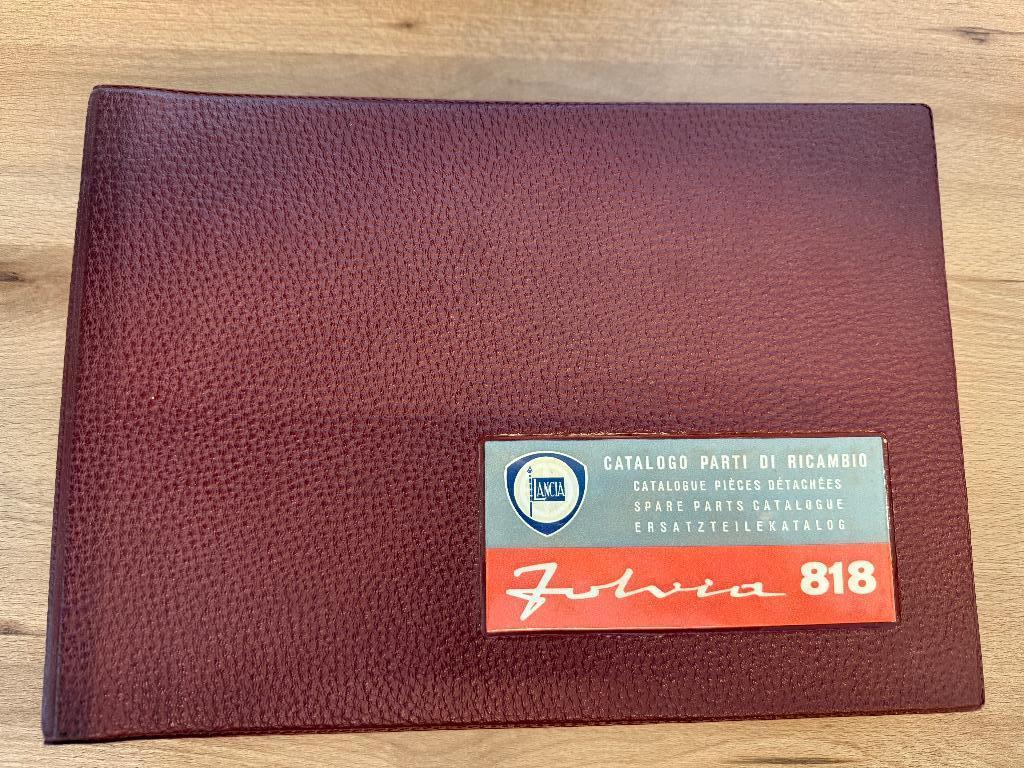 LANCIA
CATALOGO PARTI DI RICAMBIO
CATALOGUE PIÈCES DÉTACHÉES
SPARE PARTS CATALOGUE
ERSATZTEILEKATALOG
Fulvia 818